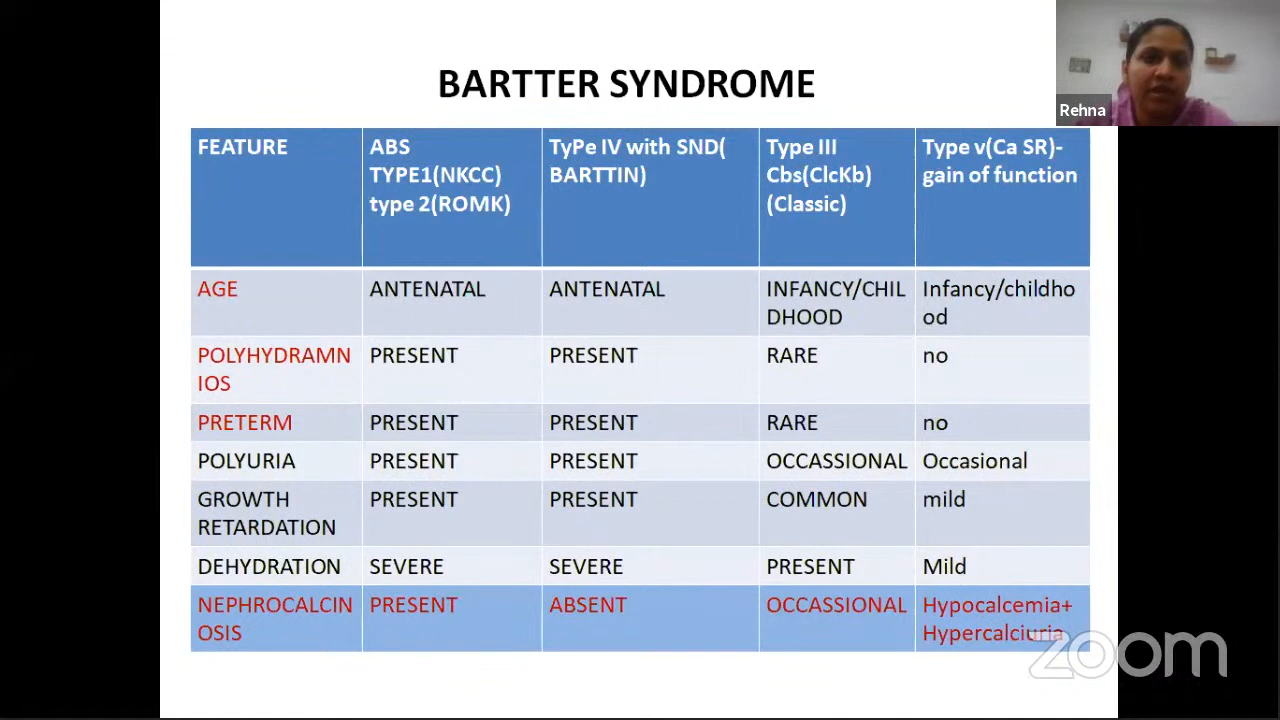 BARTTER SYNDROME
Rehna
FEATURE
ABS
TYPE1(NKCC)
type 2(ROMK)
TyPe IV with SND(
BARTTIN)
Type III
Cbs(ClcKb)
(Classic)
Type v(Ca SR)-
gain of function
AGE
ANTENATAL
ANTENATAL
INFANCY/CHIL
DHOOD
Infancy/childho
od
POLYHYDRAMN
IOS
PRESENT
PRESENT
RARE
no
PRETERM
PRESENT
PRESENT
RARE
no
POLYURIA
PRESENT
PRESENT
OCCASSIONAL
Occasional
GROWTH
RETARDATION
PRESENT
PRESENT
COMMON
mild
DEHYDRATION
SEVERE
SEVERE
PRESENT
Mild
NEPHROCALCIN
OSIS
PRESENT
ABSENT
OCCASSIONAL
Hypocalcemia+
Hypercalciuria
zoom